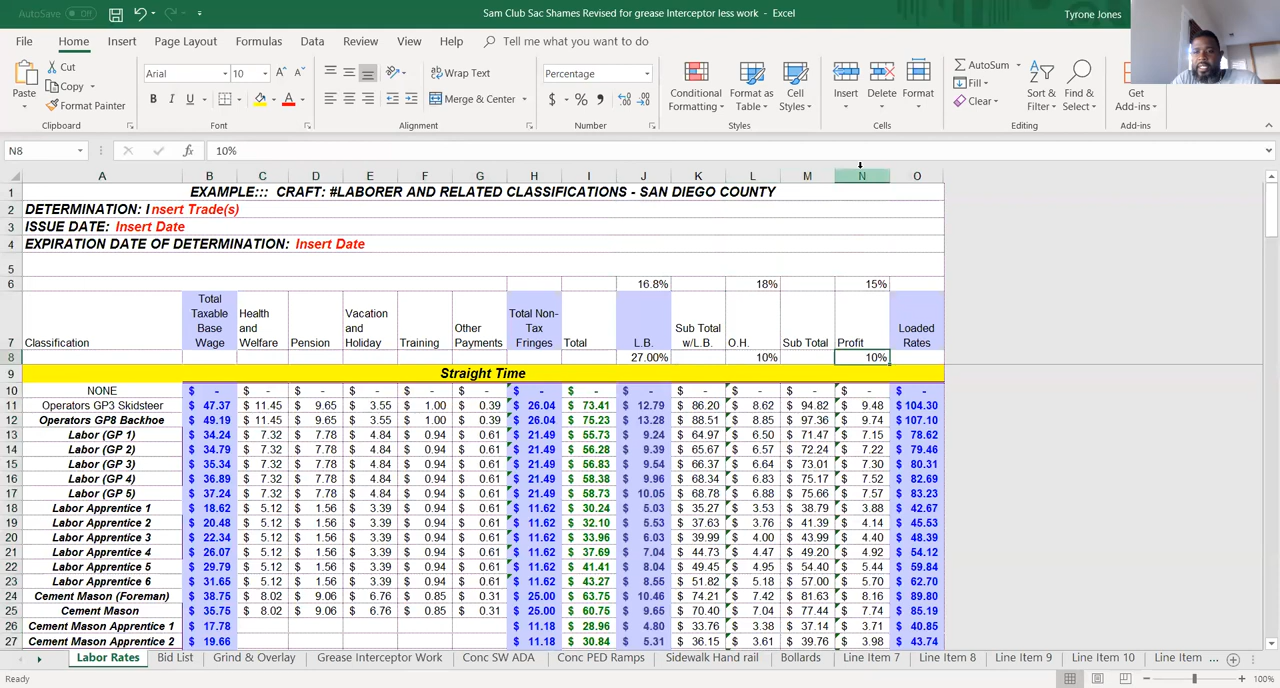 AutoSave Off Sam Club Sac Shames Revised for grease Interceptor less work - Excel Tyrone Jones
File Home Insert Page Layout Formulas Data Review View Help Tell me what you want to do
Paste Cut Copy Format Painter Clipboard
Arial 10 A A B I U A Font
Wrap Text Merge & Center Alignment
Percentage $ % , Number
Conditional Formatting Format as Table Cell Styles Styles
Insert Delete Format Cells
AutoSum Fill Clear Sort & Filter Find & Select Editing
Get Add-ins Add-ins
N8 fx 10%
A B C D E F G H I J K L M N O
1 EXAMPLE::: CRAFT: #LABORER AND RELATED CLASSIFICATIONS - SAN DIEGO COUNTY
2 DETERMINATION: Insert Trade(s)
3 ISSUE DATE: Insert Date
4 EXPIRATION DATE OF DETERMINATION: Insert Date
5
6 16.8% 18% 15%
7 Classification Total Taxable Base Wage Health and Welfare Pension Vacation and Holiday Training Other Payments Total Non-Tax Fringes Total L.B. Sub Total w/L.B. O.H. Sub Total Profit Loaded Rates
8 27.00% 10% 10%
9 Straight Time
10 NONE $ - $ - $ - $ - $ - $ - $ - $ - $ - $ - $ - $ - $ - $ -
11 Operators GP3 Skidsteer $ 47.37 $ 11.45 $ 9.65 $ 3.55 $ 1.00 $ 0.39 $ 26.04 $ 73.41 $ 12.79 $ 86.20 $ 8.62 $ 94.82 $ 9.48 $ 104.30
12 Operators GP8 Backhoe $ 49.19 $ 11.45 $ 9.65 $ 3.55 $ 1.00 $ 0.39 $ 26.04 $ 75.23 $ 13.28 $ 88.51 $ 8.85 $ 97.36 $ 9.74 $ 107.10
13 Labor (GP 1) $ 34.24 $ 7.32 $ 7.78 $ 4.84 $ 0.94 $ 0.61 $ 21.49 $ 55.73 $ 9.24 $ 64.97 $ 6.50 $ 71.47 $ 7.15 $ 78.62
14 Labor (GP 2) $ 34.79 $ 7.32 $ 7.78 $ 4.84 $ 0.94 $ 0.61 $ 21.49 $ 56.28 $ 9.39 $ 65.67 $ 6.57 $ 72.24 $ 7.22 $ 79.46
15 Labor (GP 3) $ 35.34 $ 7.32 $ 7.78 $ 4.84 $ 0.94 $ 0.61 $ 21.49 $ 56.83 $ 9.54 $ 66.37 $ 6.64 $ 73.01 $ 7.30 $ 80.31
16 Labor (GP 4) $ 36.89 $ 7.32 $ 7.78 $ 4.84 $ 0.94 $ 0.61 $ 21.49 $ 58.38 $ 9.96 $ 68.34 $ 6.83 $ 75.17 $ 7.52 $ 82.69
17 Labor (GP 5) $ 37.24 $ 7.32 $ 7.78 $ 4.84 $ 0.94 $ 0.61 $ 21.49 $ 58.73 $ 10.05 $ 68.78 $ 6.88 $ 75.66 $ 7.57 $ 83.23
18 Labor Apprentice 1 $ 18.62 $ 5.12 $ 1.56 $ 3.39 $ 0.94 $ 0.61 $ 11.62 $ 30.24 $ 5.03 $ 35.27 $ 3.53 $ 38.79 $ 3.88 $ 42.67
19 Labor Apprentice 2 $ 20.48 $ 5.12 $ 1.56 $ 3.39 $ 0.94 $ 0.61 $ 11.62 $ 32.10 $ 5.53 $ 37.63 $ 3.76 $ 41.39 $ 4.14 $ 45.53
20 Labor Apprentice 3 $ 22.34 $ 5.12 $ 1.56 $ 3.39 $ 0.94 $ 0.61 $ 11.62 $ 33.96 $ 6.03 $ 39.99 $ 4.00 $ 43.99 $ 4.40 $ 48.39
21 Labor Apprentice 4 $ 26.07 $ 5.12 $ 1.56 $ 3.39 $ 0.94 $ 0.61 $ 11.62 $ 37.69 $ 7.04 $ 44.73 $ 4.47 $ 49.20 $ 4.92 $ 54.12
22 Labor Apprentice 5 $ 29.79 $ 5.12 $ 1.56 $ 3.39 $ 0.94 $ 0.61 $ 11.62 $ 41.41 $ 8.04 $ 49.45 $ 4.95 $ 54.40 $ 5.44 $ 59.84
23 Labor Apprentice 6 $ 31.65 $ 5.12 $ 1.56 $ 3.39 $ 0.94 $ 0.61 $ 11.62 $ 43.27 $ 8.55 $ 51.82 $ 5.18 $ 57.00 $ 5.70 $ 62.70
24 Cement Mason (Foreman) $ 38.75 $ 8.02 $ 9.06 $ 6.76 $ 0.85 $ 0.31 $ 25.00 $ 63.75 $ 10.46 $ 74.21 $ 7.42 $ 81.63 $ 8.16 $ 89.80
25 Cement Mason $ 35.75 $ 8.02 $ 9.06 $ 6.76 $ 0.85 $ 0.31 $ 25.00 $ 60.75 $ 9.65 $ 70.40 $ 7.04 $ 77.44 $ 7.74 $ 85.19
26 Cement Mason Apprentice 1 $ 17.78 $ 11.18 $ 28.96 $ 4.80 $ 33.76 $ 3.38 $ 37.14 $ 3.71 $ 40.85
27 Cement Mason Apprentice 2 $ 19.66 $ 11.18 $ 30.84 $ 5.31 $ 36.15 $ 3.61 $ 39.76 $ 3.98 $ 43.74
Labor Rates Bid List Grind & Overlay Grease Interceptor Work Conc SW ADA Conc PED Ramps Sidewalk Hand rail Bollards Line Item 7 Line Item 8 Line Item 9 Line Item 10 Line Item ...
Ready 100%